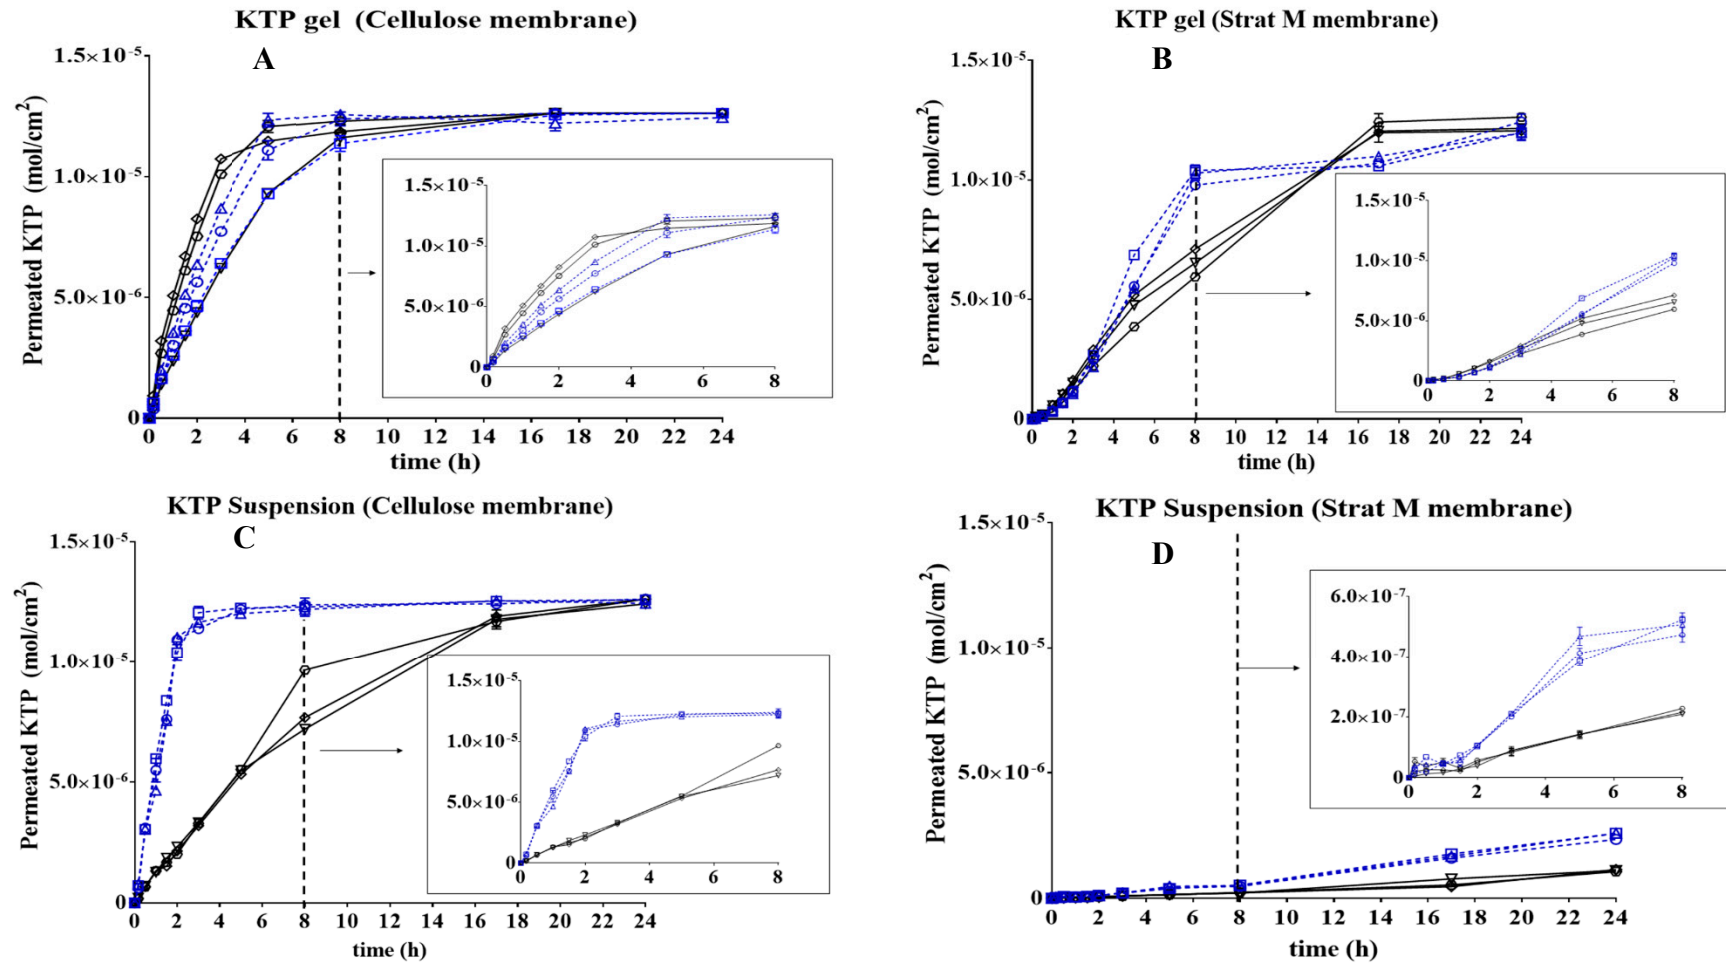 KTP gel (Cellulose membrane)
A
Permeated KTP (mol/cm²)
1.5×10⁻⁵
1.0×10⁻⁵
5.0×10⁻⁶
0
0 2 4 6 8 10 12 14 16 18 20 22 24
time (h)
1.5×10⁻⁵
1.0×10⁻⁵
5.0×10⁻⁶
0
0 2 4 6 8
KTP gel (Strat M membrane)
B
Permeated KTP (mol/cm²)
1.5×10⁻⁵
1.0×10⁻⁵
5.0×10⁻⁶
0
0 2 4 6 8 10 12 14 16 18 20 22 24
time (h)
1.5×10⁻⁵
1.0×10⁻⁵
5.0×10⁻⁶
0
0 2 4 6 8
KTP Suspension (Cellulose membrane)
C
Permeated KTP (mol/cm²)
1.5×10⁻⁵
1.0×10⁻⁵
5.0×10⁻⁶
0
0 2 4 6 8 10 12 14 16 18 20 22 24
time (h)
1.5×10⁻⁵
1.0×10⁻⁵
5.0×10⁻⁶
0
0 2 4 6 8
KTP Suspension (Strat M membrane)
D
Permeated KTP (mol/cm²)
1.5×10⁻⁵
1.0×10⁻⁵
5.0×10⁻⁶
0
0 2 4 6 8 10 12 14 16 18 20 22 24
time (h)
6.0×10⁻⁷
4.0×10⁻⁷
2.0×10⁻⁷
0
0 2 4 6 8